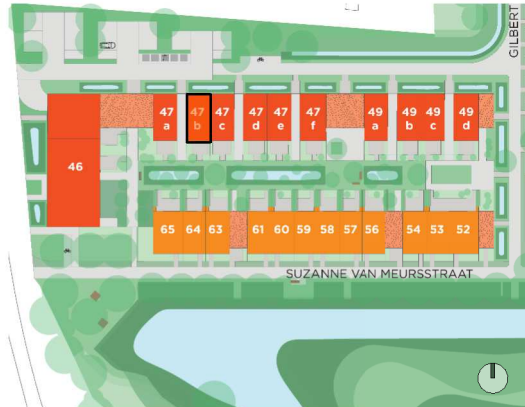 GILBERT
47 a
47 b
47 c
47 d
47 e
47 f
49 a
49 b
49 c
49 d
46
65
64
63
61
60
59
58
57
56
54
53
52
SUZANNE VAN MEURSSTRAAT